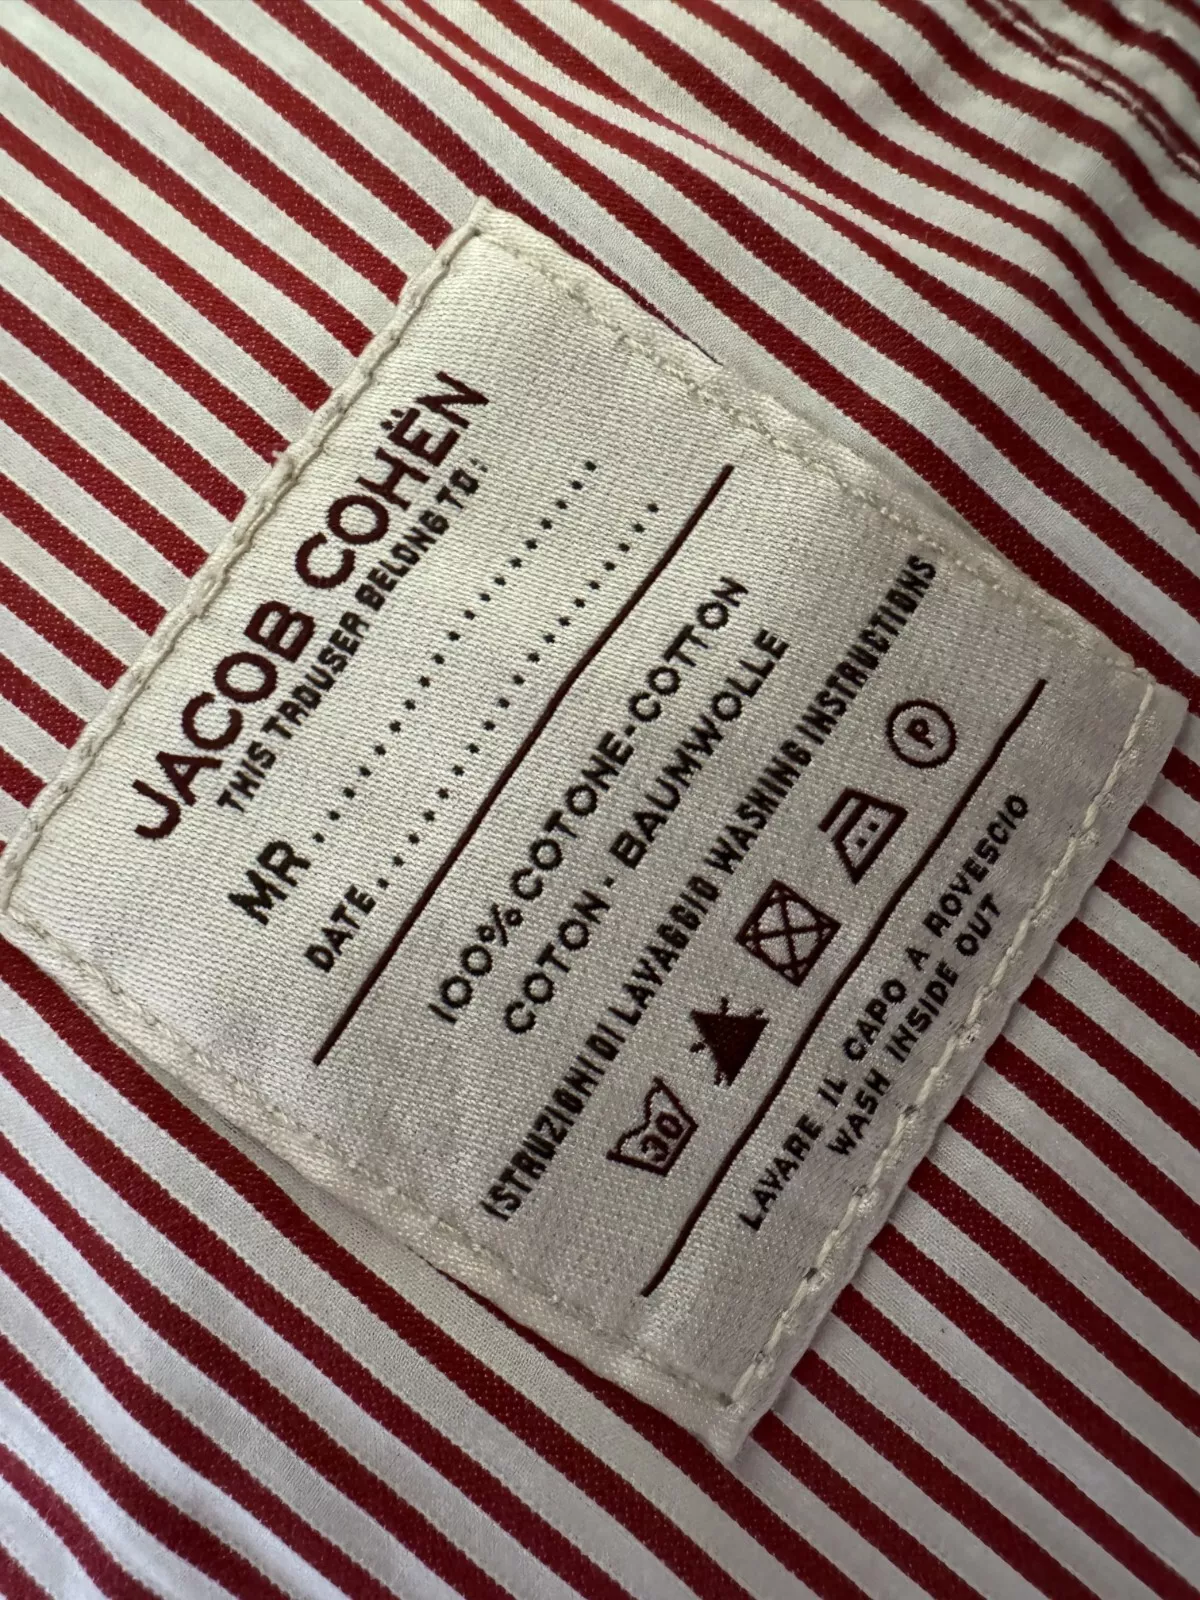 JACOB COHËN
THIS TROUSER BELONG TO:
MR....................
DATE....................
100% COTONE-COTTON
COTON - BAUMWOLLE
ISTRUZIONI DI LAVAGGIO WASHING INSTRUCTIONS
30 P
LAVARE IL CAPO A ROVESCIO
WASH INSIDE OUT